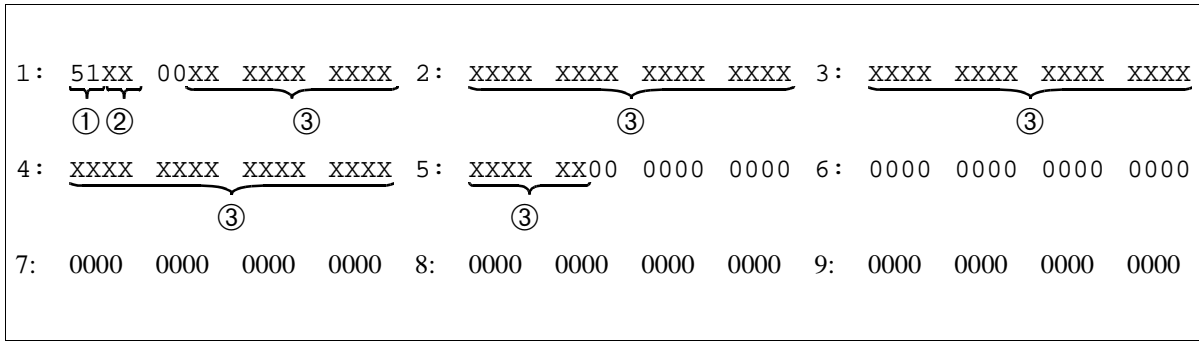 1: 51XX 00XX XXXX XXXX 2: XXXX XXXX XXXX XXXX 3: XXXX XXXX XXXX XXXX
① ② ③ ③ ③
4: XXXX XXXX XXXX XXXX 5: XXXX XX00 0000 0000 6: 0000 0000 0000 0000
③ ③
7: 0000 0000 0000 0000 8: 0000 0000 0000 0000 9: 0000 0000 0000 0000